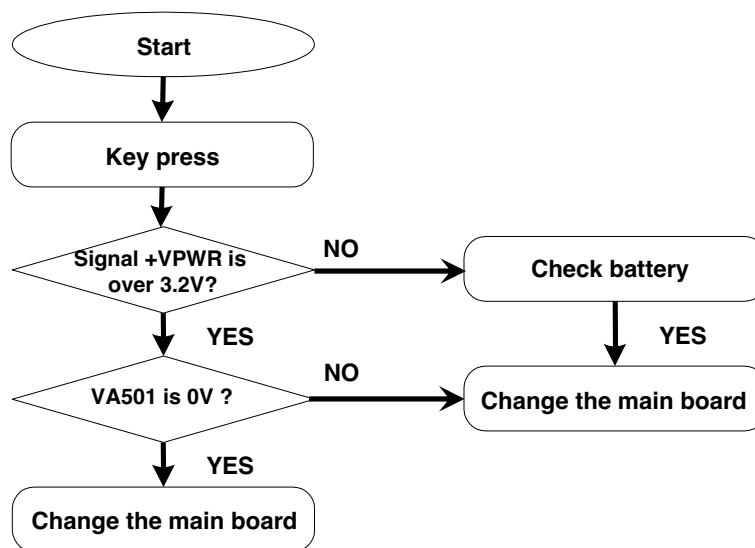 Start
Key press
Signal +VPWR is
over 3.2V?
NO
Check battery
YES
YES
VA501 is 0V ?
NO
Change the main board
YES
Change the main board